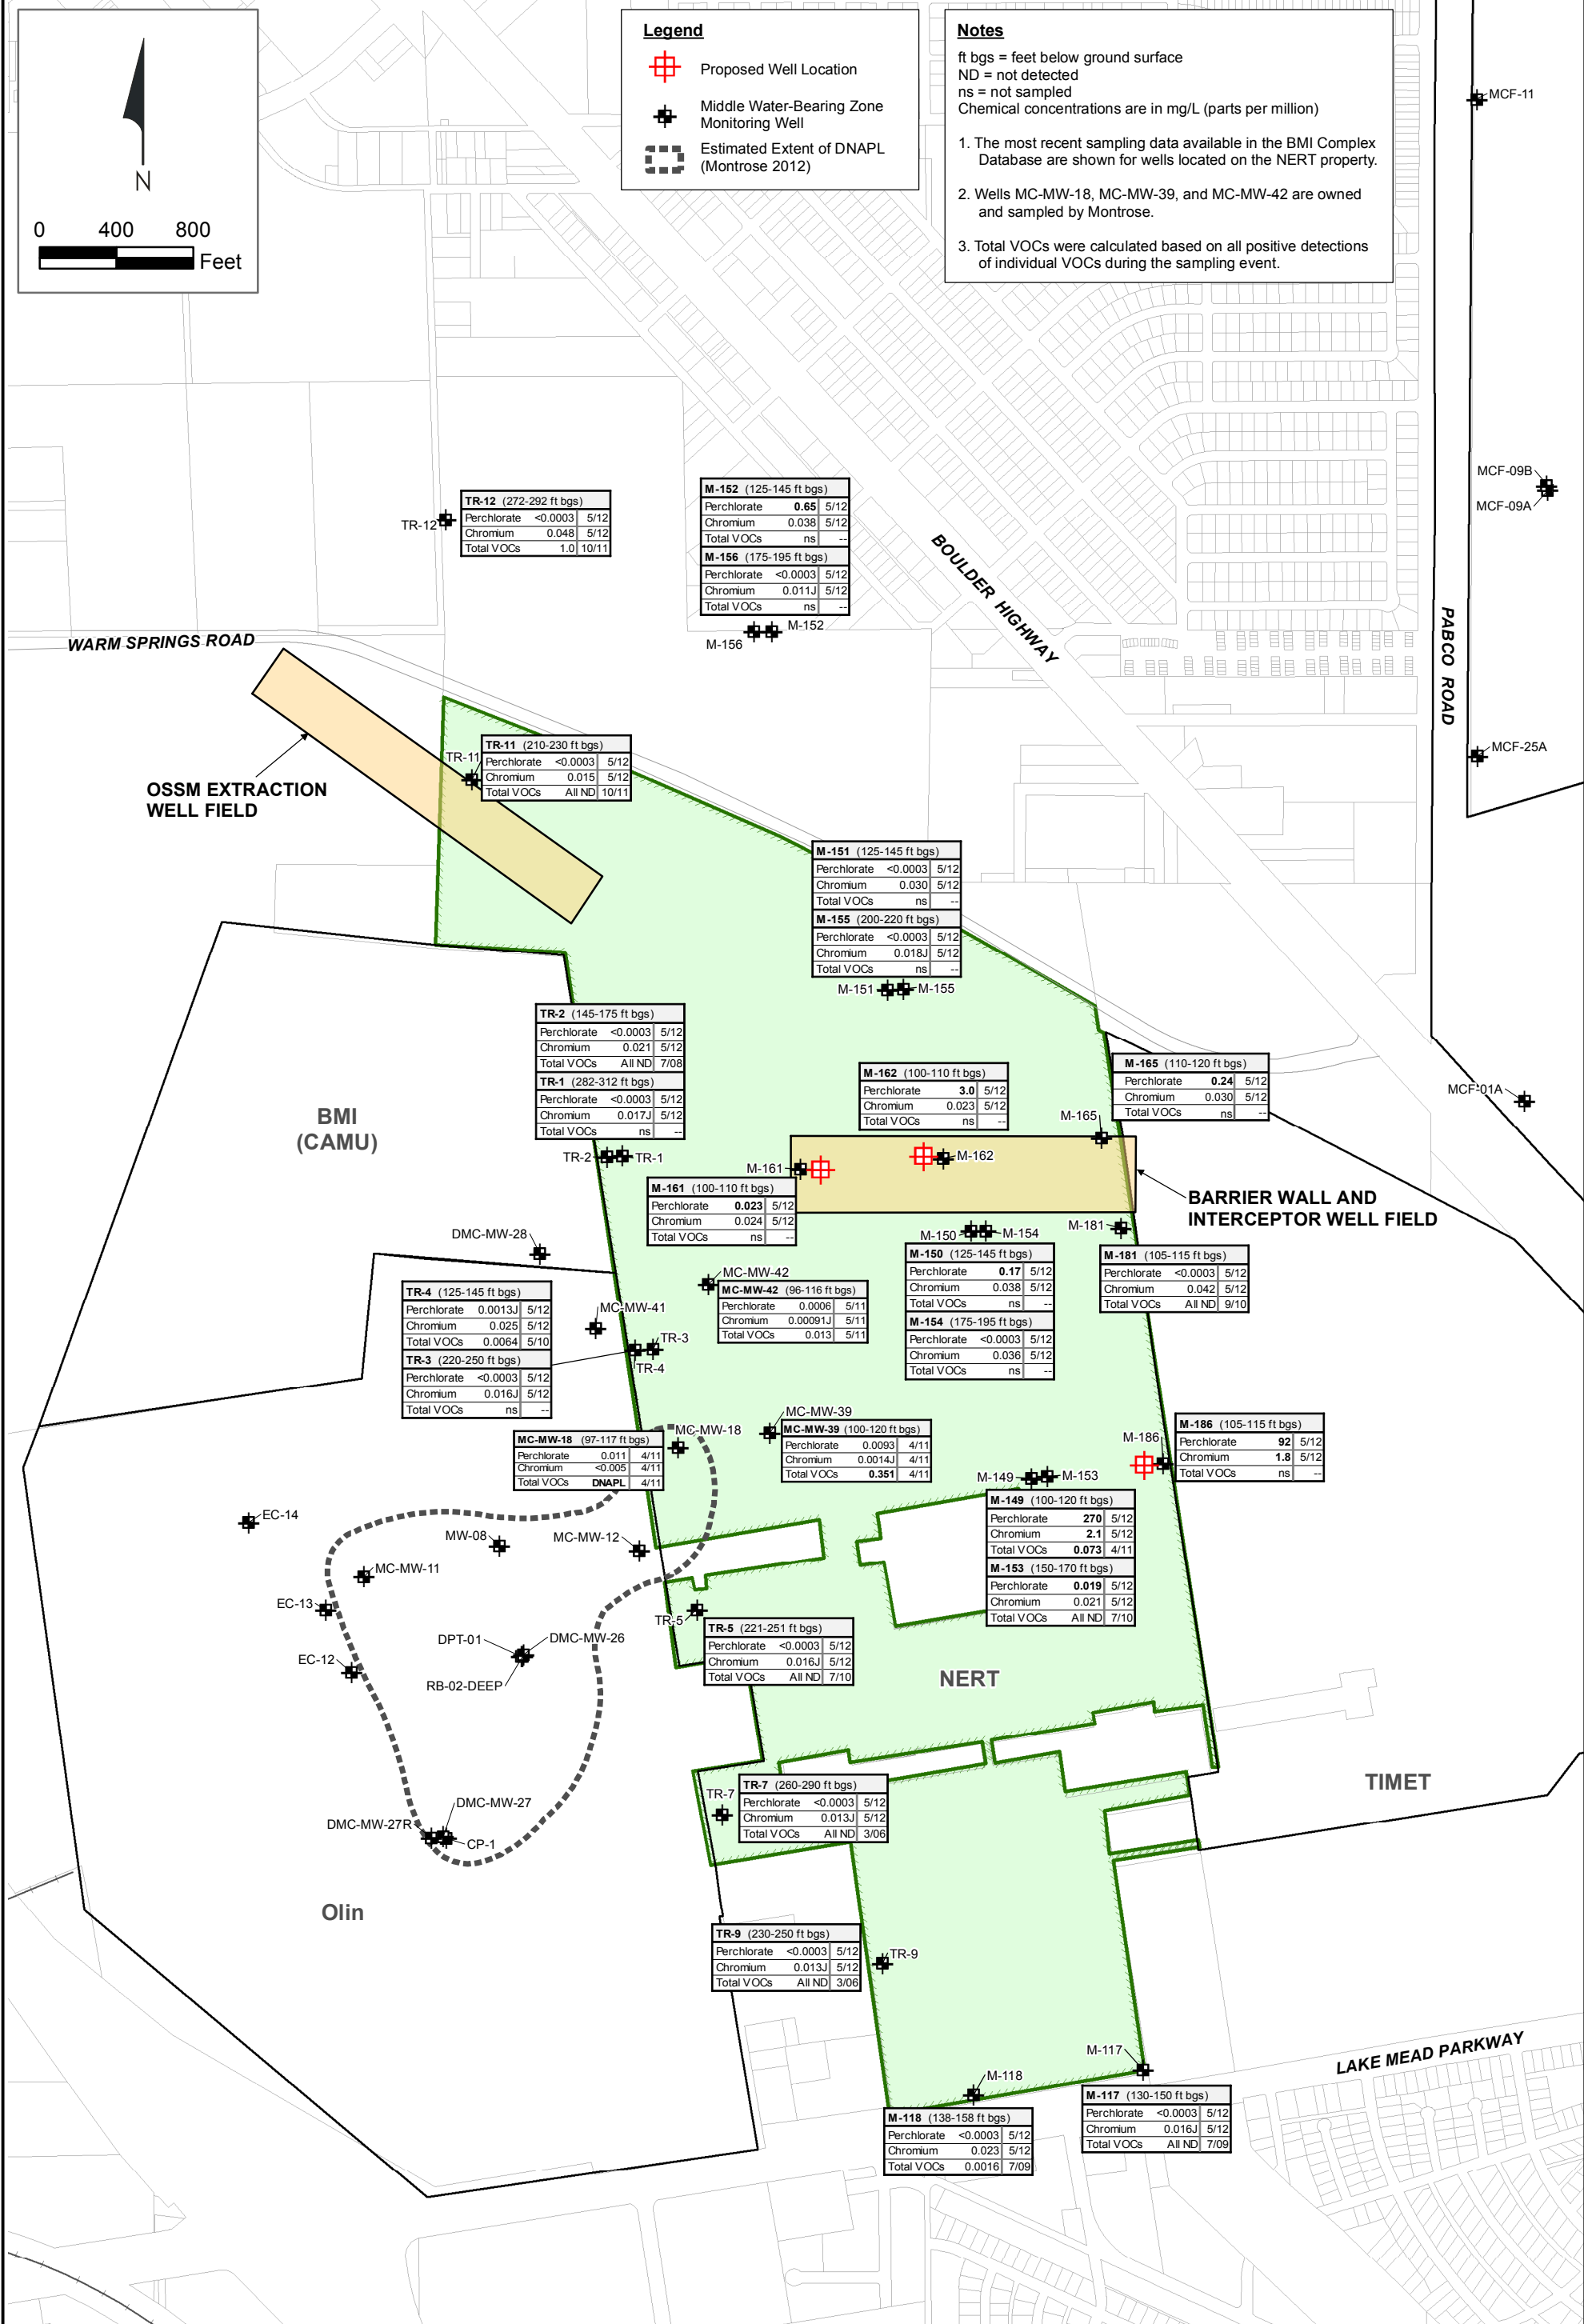 N
0 400 800
Feet
Legend
Proposed Well Location
Middle Water-Bearing Zone
Monitoring Well
Estimated Extent of DNAPL
(Montrose 2012)
Notes
ft bgs = feet below ground surface
ND = not detected
ns = not sampled
Chemical concentrations are in mg/L (parts per million)
1. The most recent sampling data available in the BMI Complex
Database are shown for wells located on the NERT property.
2. Wells MC-MW-18, MC-MW-39, and MC-MW-42 are owned
and sampled by Montrose.
3. Total VOCs were calculated based on all positive detections
of individual VOCs during the sampling event.
MCF-11
MCF-09B
MCF-09A
TR-12
TR-12 (272-292 ft bgs)
Perchlorate <0.0003 5/12
Chromium 0.048 5/12
Total VOCs 1.0 10/11
M-152 (125-145 ft bgs)
Perchlorate 0.65 5/12
Chromium 0.038 5/12
Total VOCs ns --
M-156 (175-195 ft bgs)
Perchlorate <0.0003 5/12
Chromium 0.011J 5/12
Total VOCs ns --
M-156
M-152
BOULDER HIGHWAY
PABCO ROAD
WARM SPRINGS ROAD
MCF-25A
OSSM EXTRACTION
WELL FIELD
TR-11
TR-11 (210-230 ft bgs)
Perchlorate <0.0003 5/12
Chromium 0.015 5/12
Total VOCs All ND 10/11
M-151 (125-145 ft bgs)
Perchlorate <0.0003 5/12
Chromium 0.030 5/12
Total VOCs ns --
M-155 (200-220 ft bgs)
Perchlorate <0.0003 5/12
Chromium 0.018J 5/12
Total VOCs ns --
M-151
M-155
TR-2 (145-175 ft bgs)
Perchlorate <0.0003 5/12
Chromium 0.021 5/12
Total VOCs All ND 7/08
TR-1 (282-312 ft bgs)
Perchlorate <0.0003 5/12
Chromium 0.017J 5/12
Total VOCs ns --
TR-2
TR-1
M-162 (100-110 ft bgs)
Perchlorate 3.0 5/12
Chromium 0.023 5/12
Total VOCs ns --
M-165 (110-120 ft bgs)
Perchlorate 0.24 5/12
Chromium 0.030 5/12
Total VOCs ns --
M-165
MCF-01A
BMI
(CAMU)
M-161
M-162
M-161 (100-110 ft bgs)
Perchlorate 0.023 5/12
Chromium 0.024 5/12
Total VOCs ns --
BARRIER WALL AND
INTERCEPTOR WELL FIELD
M-150
M-154
M-181
M-150 (125-145 ft bgs)
Perchlorate 0.17 5/12
Chromium 0.038 5/12
Total VOCs ns --
M-154 (175-195 ft bgs)
Perchlorate <0.0003 5/12
Chromium 0.036 5/12
Total VOCs ns --
M-181 (105-115 ft bgs)
Perchlorate <0.0003 5/12
Chromium 0.042 5/12
Total VOCs All ND 9/10
DMC-MW-28
MC-MW-42
MC-MW-42 (96-116 ft bgs)
Perchlorate 0.0006 5/11
Chromium 0.00091J 5/11
Total VOCs 0.013 5/11
TR-4 (125-145 ft bgs)
Perchlorate 0.0013J 5/12
Chromium 0.025 5/12
Total VOCs 0.0064 5/10
TR-3 (220-250 ft bgs)
Perchlorate <0.0003 5/12
Chromium 0.016J 5/12
Total VOCs ns --
MC-MW-41
TR-3
TR-4
MC-MW-18
MC-MW-18 (97-117 ft bgs)
Perchlorate 0.011 4/11
Chromium <0.005 4/11
Total VOCs DNAPL 4/11
MC-MW-39
MC-MW-39 (100-120 ft bgs)
Perchlorate 0.0093 4/11
Chromium 0.0014J 4/11
Total VOCs 0.351 4/11
M-186
M-186 (105-115 ft bgs)
Perchlorate 92 5/12
Chromium 1.8 5/12
Total VOCs ns --
M-149
M-153
M-149 (100-120 ft bgs)
Perchlorate 270 5/12
Chromium 2.1 5/12
Total VOCs 0.073 4/11
M-153 (150-170 ft bgs)
Perchlorate 0.019 5/12
Chromium 0.021 5/12
Total VOCs All ND 7/10
EC-14
MW-08
MC-MW-12
MC-MW-11
EC-13
TR-5
TR-5 (221-251 ft bgs)
Perchlorate <0.0003 5/12
Chromium 0.016J 5/12
Total VOCs All ND 7/10
DPT-01
DMC-MW-26
EC-12
RB-02-DEEP
NERT
TIMET
TR-7
TR-7 (260-290 ft bgs)
Perchlorate <0.0003 5/12
Chromium 0.013J 5/12
Total VOCs All ND 3/06
DMC-MW-27
DMC-MW-27R
CP-1
Olin
TR-9 (230-250 ft bgs)
Perchlorate <0.0003 5/12
Chromium 0.013J 5/12
Total VOCs All ND 3/06
TR-9
M-117
M-118
LAKE MEAD PARKWAY
M-118 (138-158 ft bgs)
Perchlorate <0.0003 5/12
Chromium 0.023 5/12
Total VOCs 0.0016 7/09
M-117 (130-150 ft bgs)
Perchlorate <0.0003 5/12
Chromium 0.016J 5/12
Total VOCs All ND 7/09